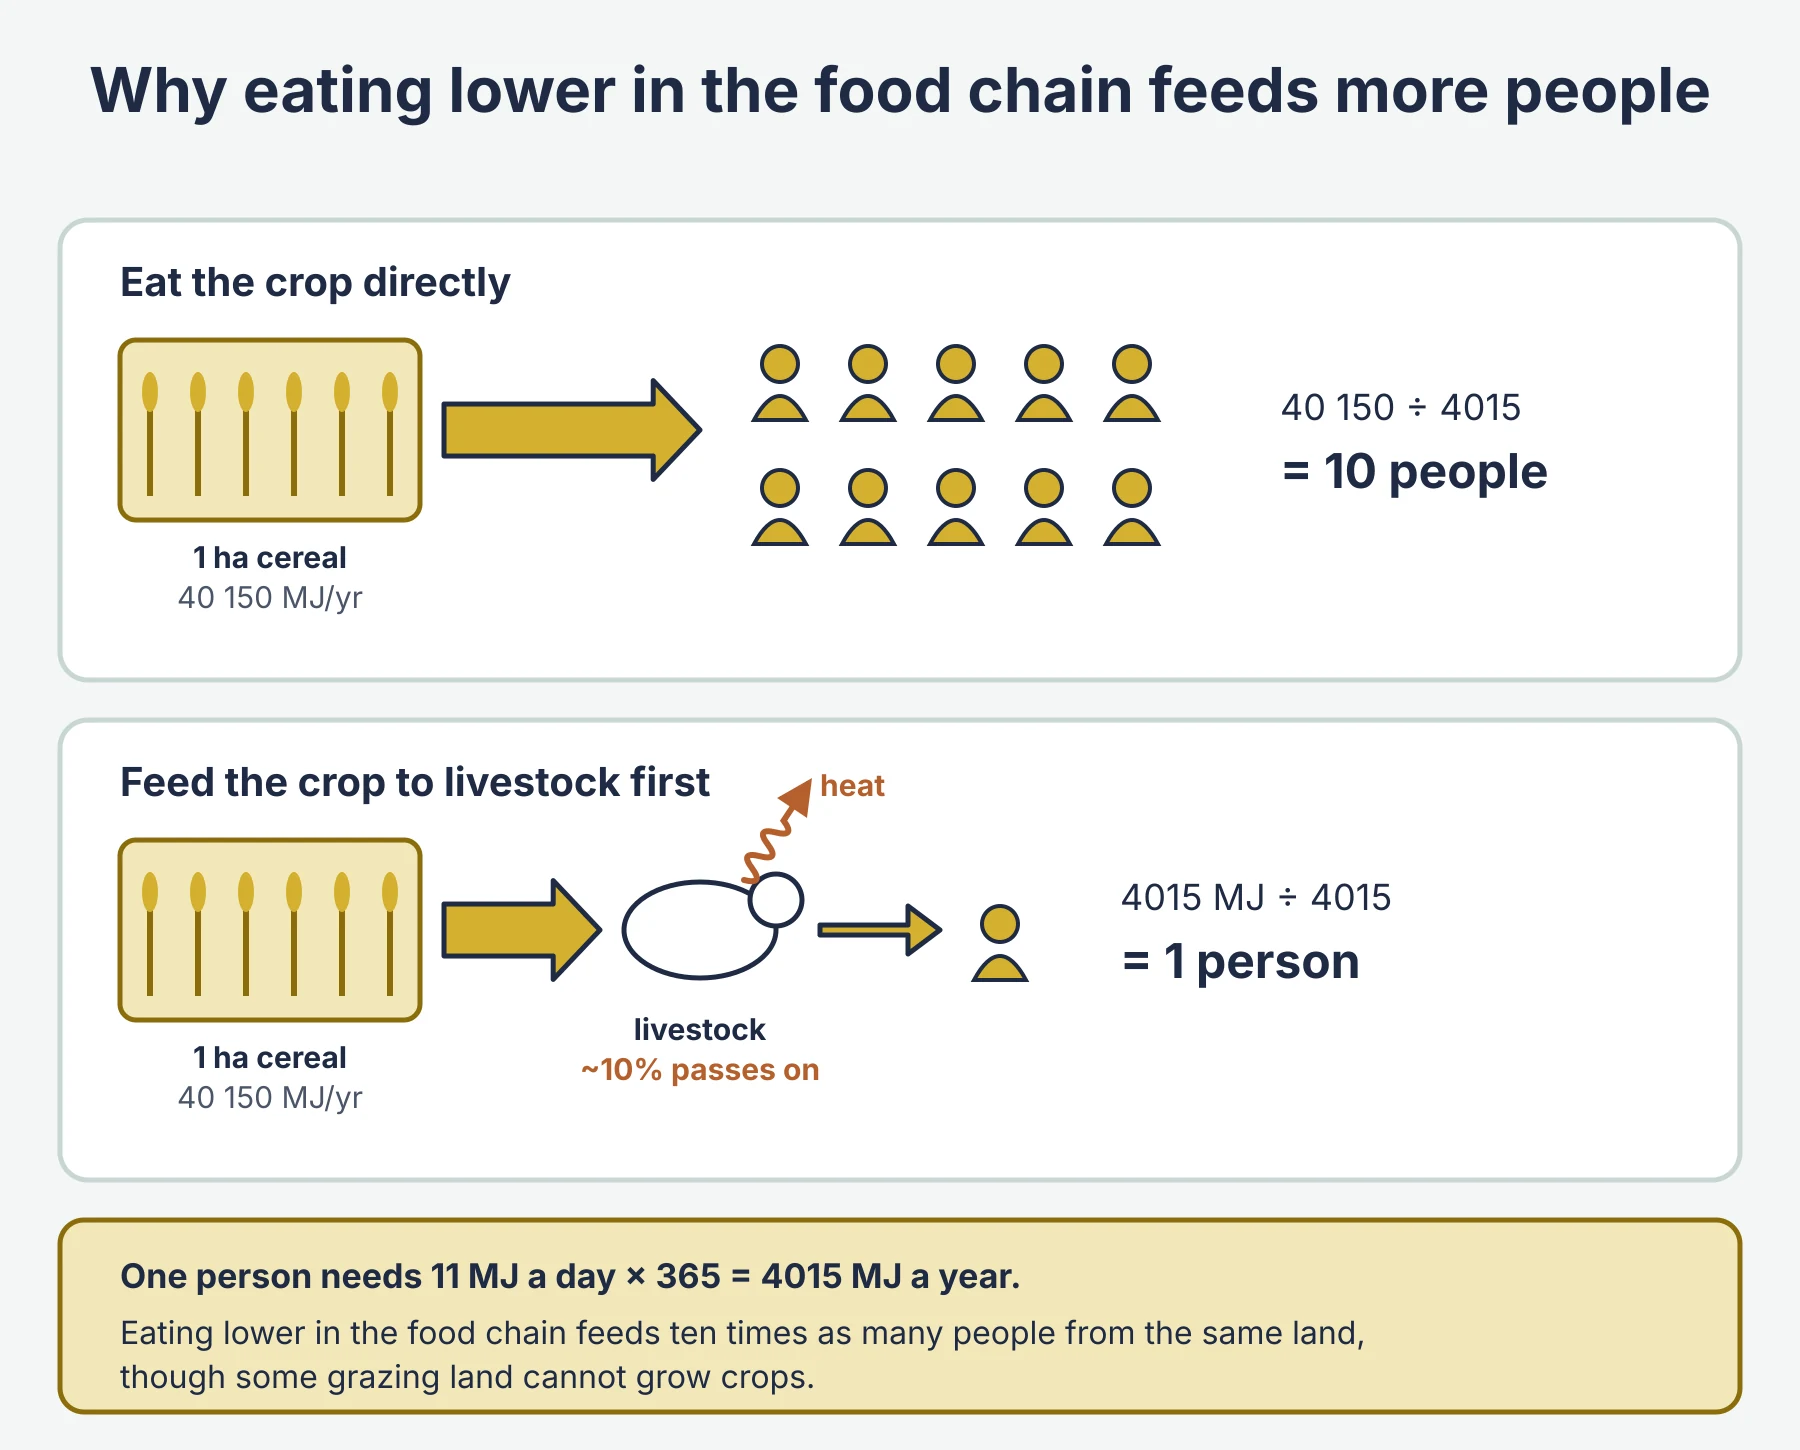 Why eating lower in the food chain feeds more people
Eat the crop directly
1 ha cereal
40 150 MJ/yr
40 150 ÷ 4015
= 10 people
Feed the crop to livestock first
heat
1 ha cereal
40 150 MJ/yr
livestock
~10% passes on
4015 MJ ÷ 4015
= 1 person
One person needs 11 MJ a day × 365 = 4015 MJ a year.
Eating lower in the food chain feeds ten times as many people from the same land,
though some grazing land cannot grow crops.